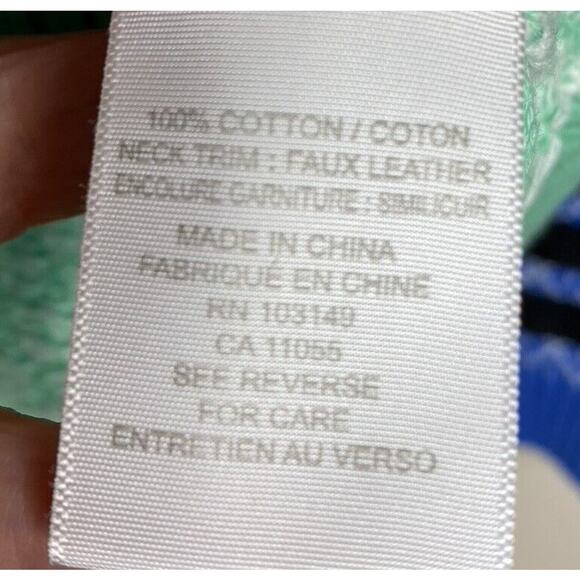 100% COTTON / COTON
NECK TRIM : FAUX LEATHER
ENCOLURE GARNITURE : SIMILICUIR
MADE IN CHINA
FABRIQUÉ EN CHINE
RN 103149
CA 11055
SEE REVERSE
FOR CARE
ENTRETIEN AU VERSO